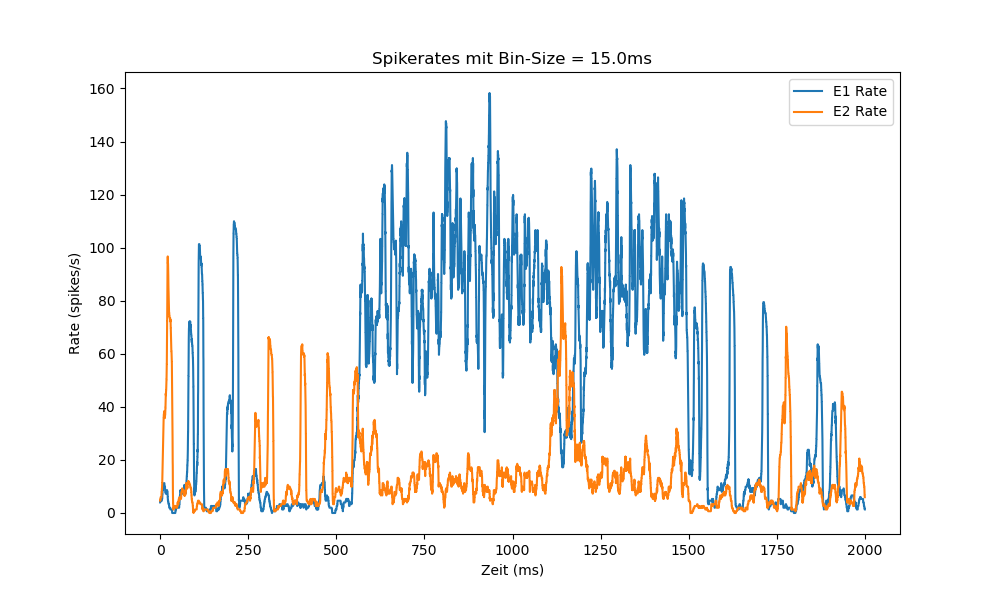 Spikerates mit Bin-Size = 15.0ms
E1 Rate
E2 Rate
Rate (spikes/s)
160
140
120
100
80
60
40
20
0
0 250 500 750 1000 1250 1500 1750 2000
Zeit (ms)